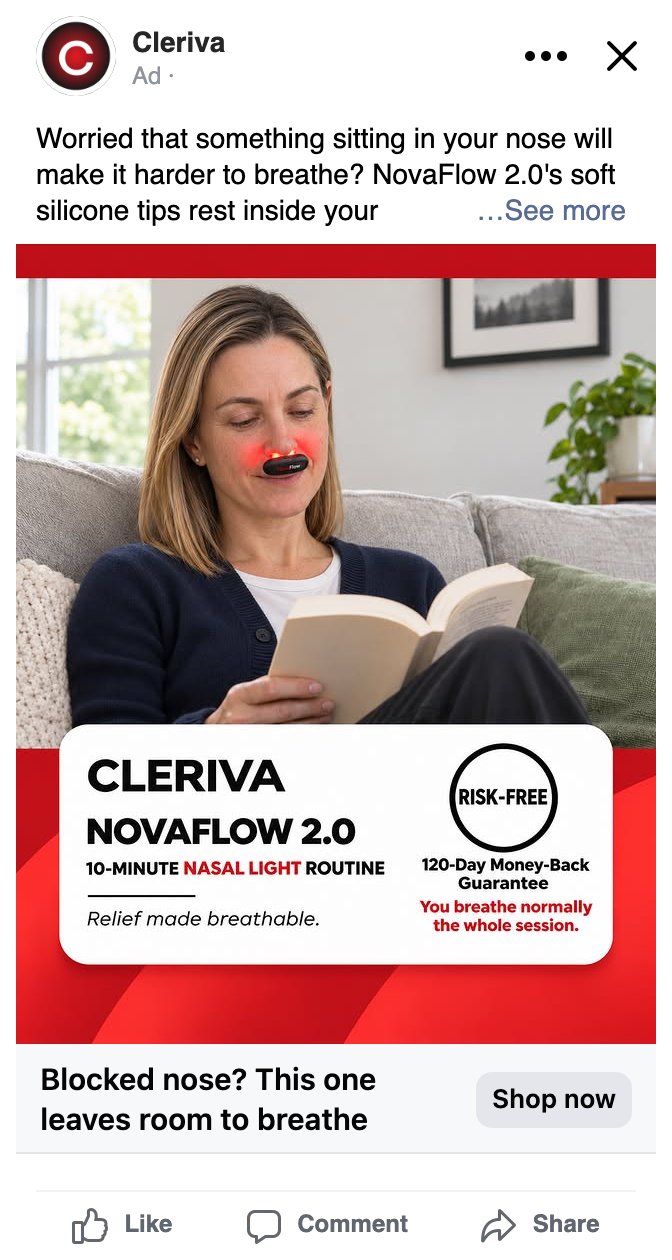 C
Cleriva
Ad ·
Worried that something sitting in your nose will
make it harder to breathe? NovaFlow 2.0's soft
silicone tips rest inside your …See more
Flow
CLERIVA
NOVAFLOW 2.0
10-MINUTE NASAL LIGHT ROUTINE
Relief made breathable.
RISK-FREE
120-Day Money-Back
Guarantee
You breathe normally
the whole session.
Blocked nose? This one
leaves room to breathe
Shop now
Like
Comment
Share